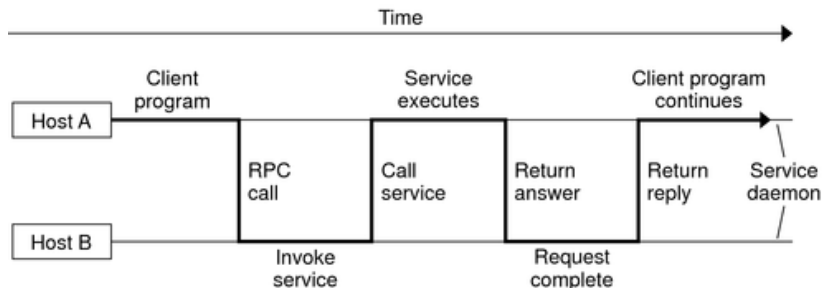 Time
Client
program
Service
executes
Client program
continues
Host A
RPC
call
Call
service
Return
answer
Return
reply
Service
daemon
Host B
Invoke
service
Request
complete